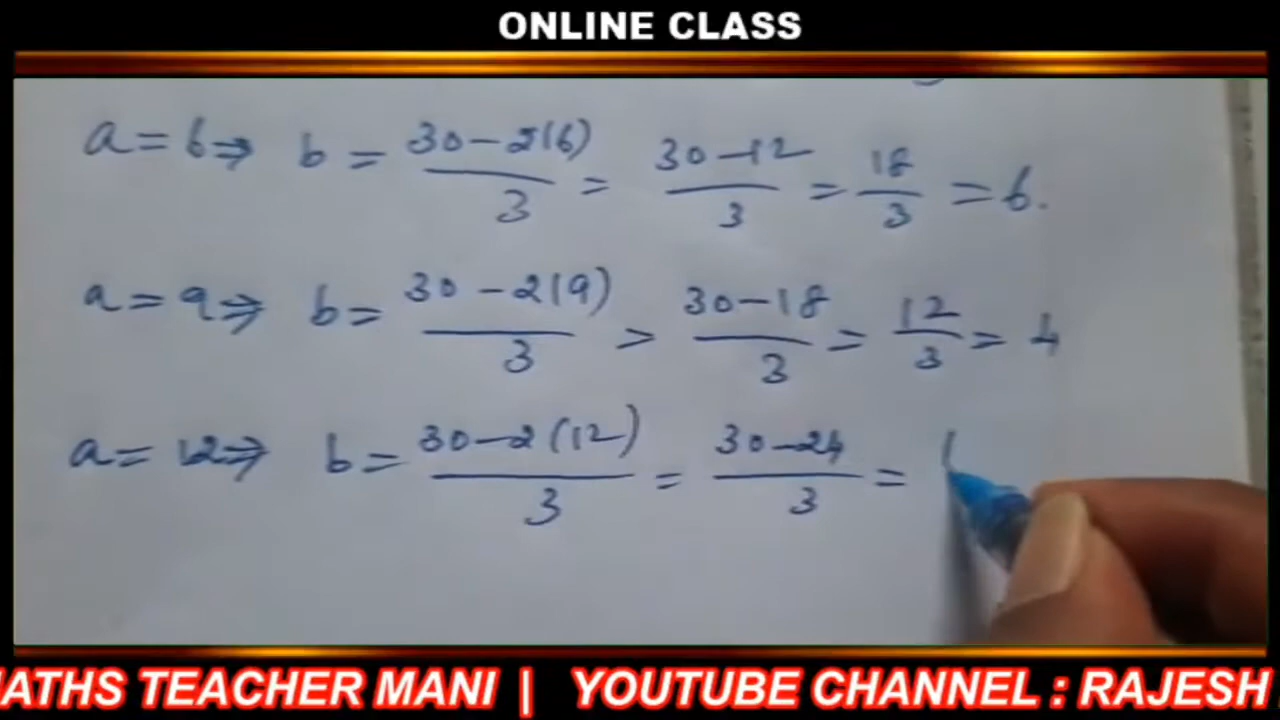 ONLINE CLASS
a = 6 ⇒ b = 30 - 2(6) / 3 = 30 - 12 / 3 = 18 / 3 = 6.
a = 9 ⇒ b = 30 - 2(9) / 3 = 30 - 18 / 3 = 12 / 3 = 4
a = 12 ⇒ b = 30 - 2(12) / 3 = 30 - 24 / 3 =
MATHS TEACHER MANI | YOUTUBE CHANNEL : RAJESH